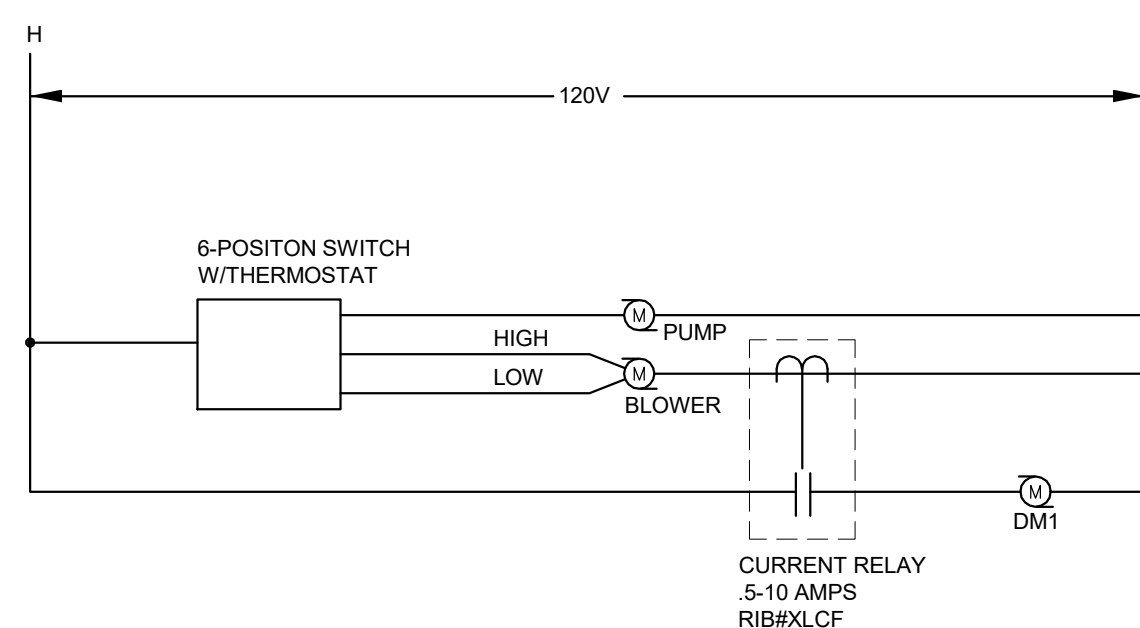 H
120V
6-POSITON SWITCH
W/THERMOSTAT
M
PUMP
HIGH
LOW
M
BLOWER
M
DM1
CURRENT RELAY
.5-10 AMPS
RIB#XLCF